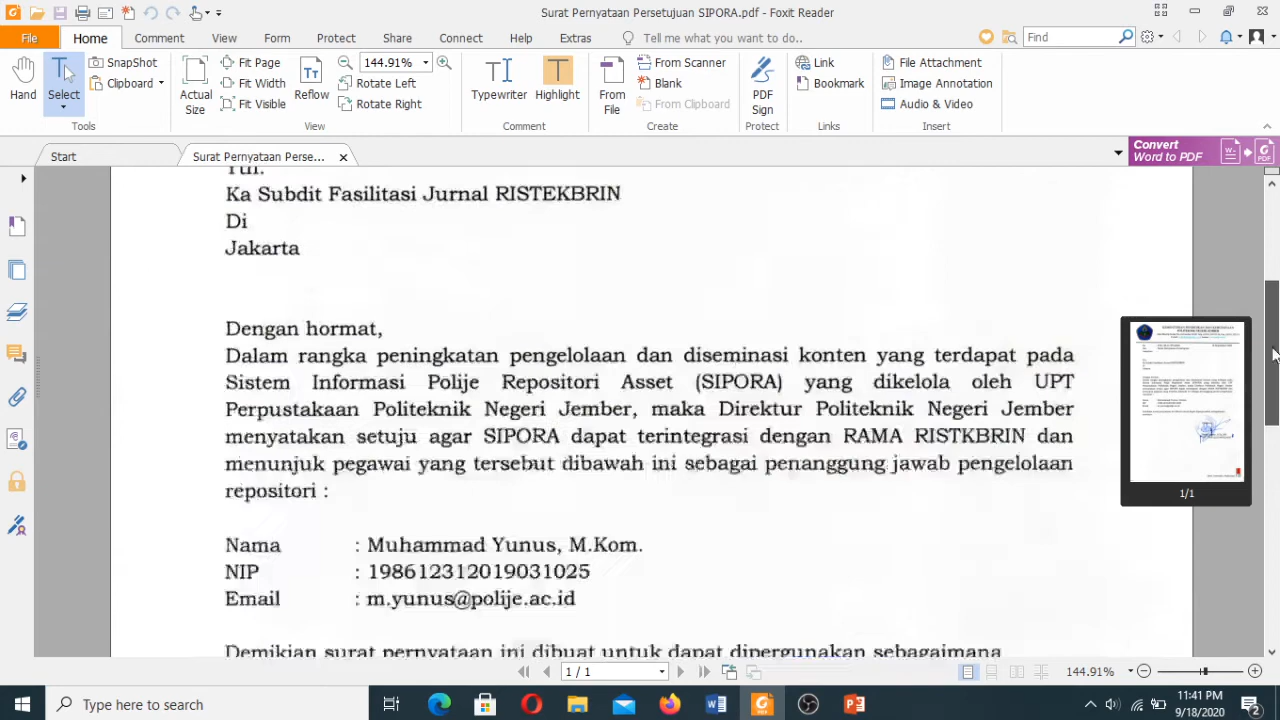 Surat Pernyataan Persetujuan SIPORA.pdf - Foxit Reader
File Home Comment View Form Protect Share Connect Help Extras Tell me what you want to do.. Find
Hand
Select
SnapShot
Clipboard
Tools
Actual Size
Fit Page
Fit Width
Fit Visible
Reflow
144.91%
Rotate Left
Rotate Right
View
Typewriter
Highlight
Comment
From File
From Scanner
Blank
From Clipboard
Create
PDF Sign
Protect
Link
Bookmark
Links
File Attachment
Image Annotation
Audio & Video
Insert
Start
Surat Pernyataan Perse...
Convert
Word to PDF
Ka Subdit Fasilitasi Jurnal RISTEKBRIN
Di
Jakarta
Dengan hormat,
Dalam rangka peningkatan pengelolaan dan diseminasi konten yang terdapat pada
Sistem Informasi Polije Repositori Asset (SIPORA) yang dikelola oleh UPT
Perpustakaan Politeknik Negeri Jember, maka Direktur Politeknik Negeri Jember
menyatakan setuju agar SIPORA dapat terintegrasi dengan RAMA RISTKBRIN dan
menunjuk pegawai yang tersebut dibawah ini sebagai penanggung jawab pengelolaan
repositori :
Nama : Muhammad Yunus, M.Kom.
NIP : 198612312019031025
Email : m.yunus@polije.ac.id
Demikian surat pernyataan ini dibuat untuk dapat dipergunakan sebagaimana
1/1
1 / 1
144.91%
Type here to search
11:41 PM
9/18/2020
2